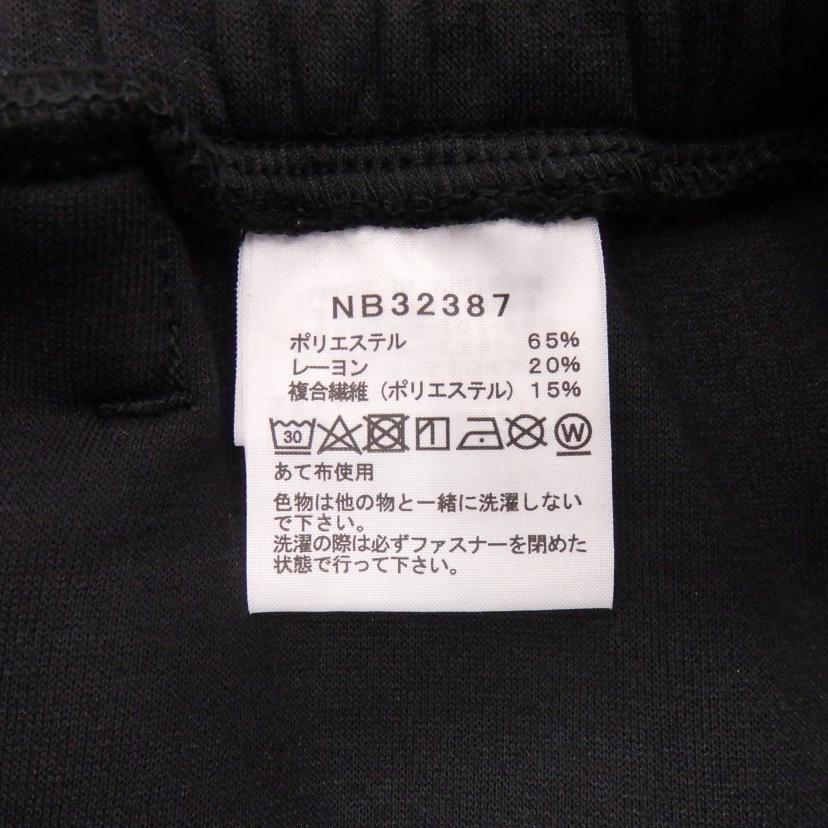 NB32387
ポリエステル 65%
レーヨン 20%
複合繊維（ポリエステル）15%
30 W
あて布使用
色物は他の物と一緒に洗濯しない
で下さい。
洗濯の際は必ずファスナーを閉めた
状態で行って下さい。